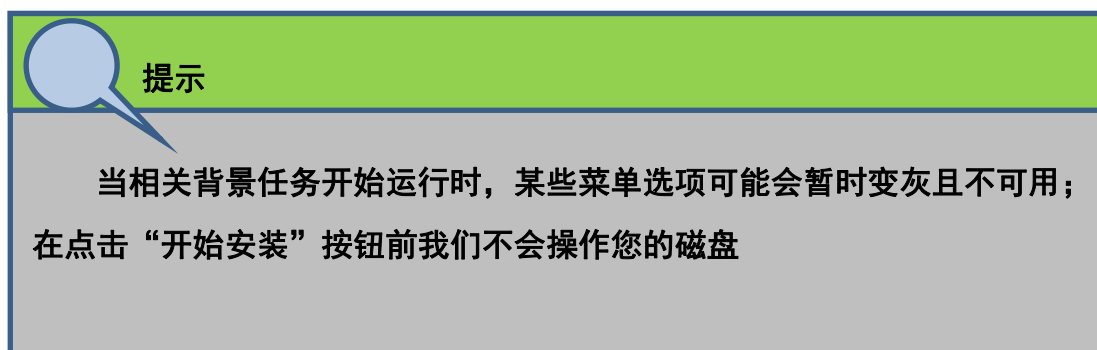 提示
当相关背景任务开始运行时，某些菜单选项可能会暂时变灰且不可用；
在点击“开始安装”按钮前我们不会操作您的磁盘